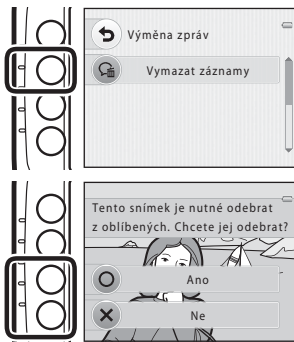 Výměna zpráv
Vymazat záznamy
Tento snímek je nutné odebrat
z oblíbených. Chcete jej odebrat?
Ano
Ne